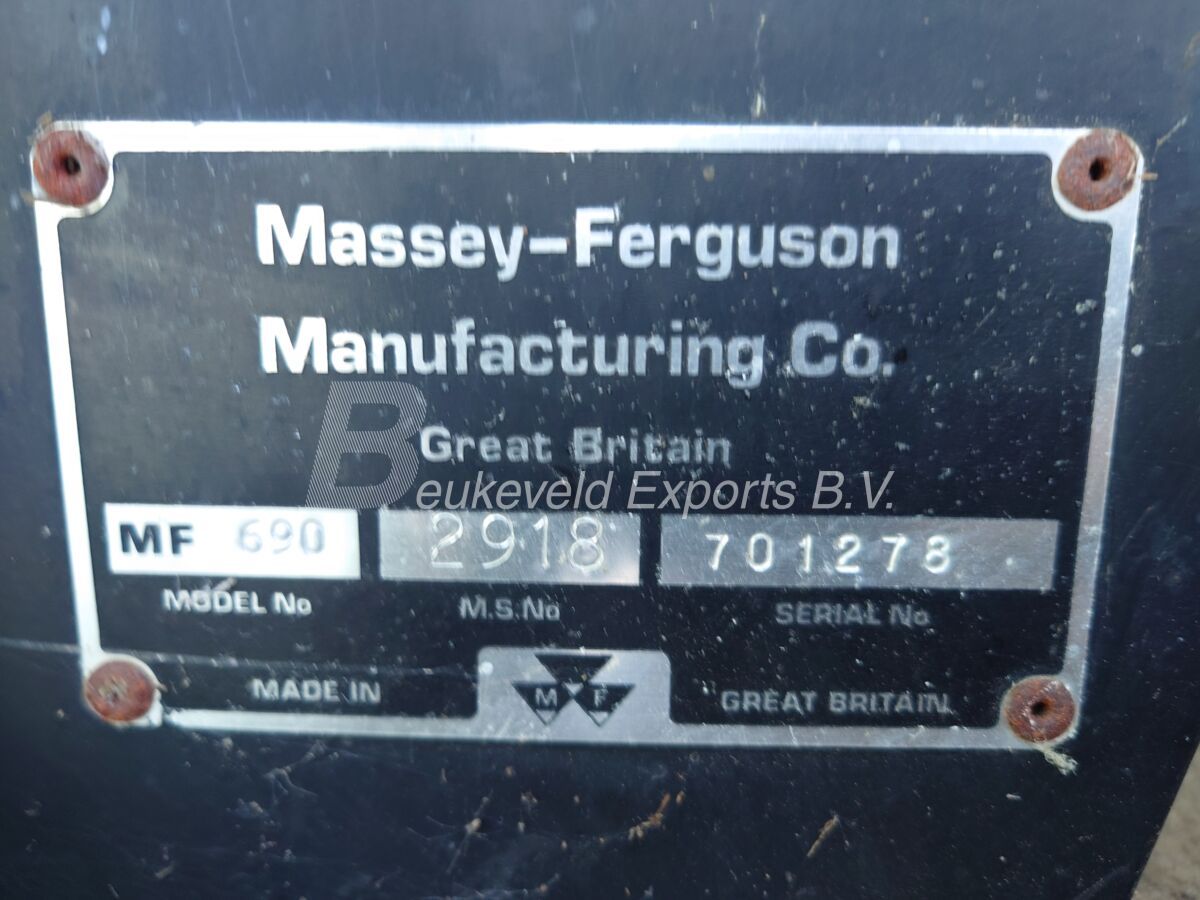 Massey-Ferguson
Manufacturing Co.
Great Britain
Beukeveld Exports B.V.
MF 690 2918 701278
MODEL No M.S.No SERIAL No
MADE IN M F GREAT BRITAIN